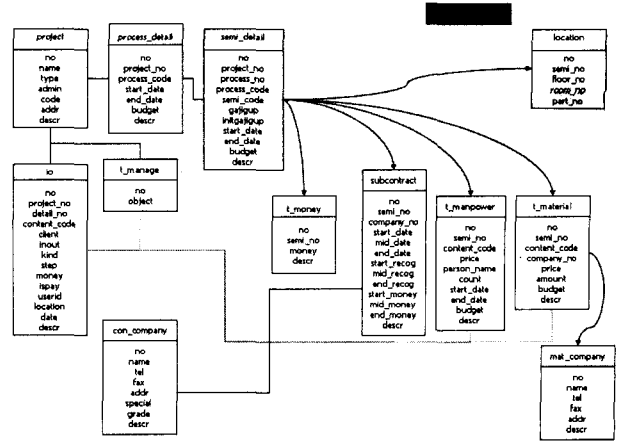 project
no
name
type
admin
code
addr
descr
process_detail
no
project_no
process_code
start_date
end_date
budget
descr
semi_detail
no
project_no
process_no
process_code
semi_code
gajigup
initgajigup
start_date
end_date
budget
descr
location
no
semi_no
floor_no
room_no
part_no
io
no
project_no
detail_no
content_code
client
inout
kind
step
money
ispay
userid
location
date
descr
t_manage
no
object
t_money
no
semi_no
money
descr
subcontract
no
semi_no
company_no
start_date
mid_date
end_date
start_recog
mid_recog
end_recog
start_money
mid_money
end_money
descr
t_manpower
no
semi_no
content_code
price
person_name
count
start_date
end_date
budget
descr
t_material
no
semi_no
content_code
company_no
price
amount
budget
descr
con_company
no
name
tel
fax
addr
special
grade
descr
mat_company
no
name
tel
fax
addr
descr